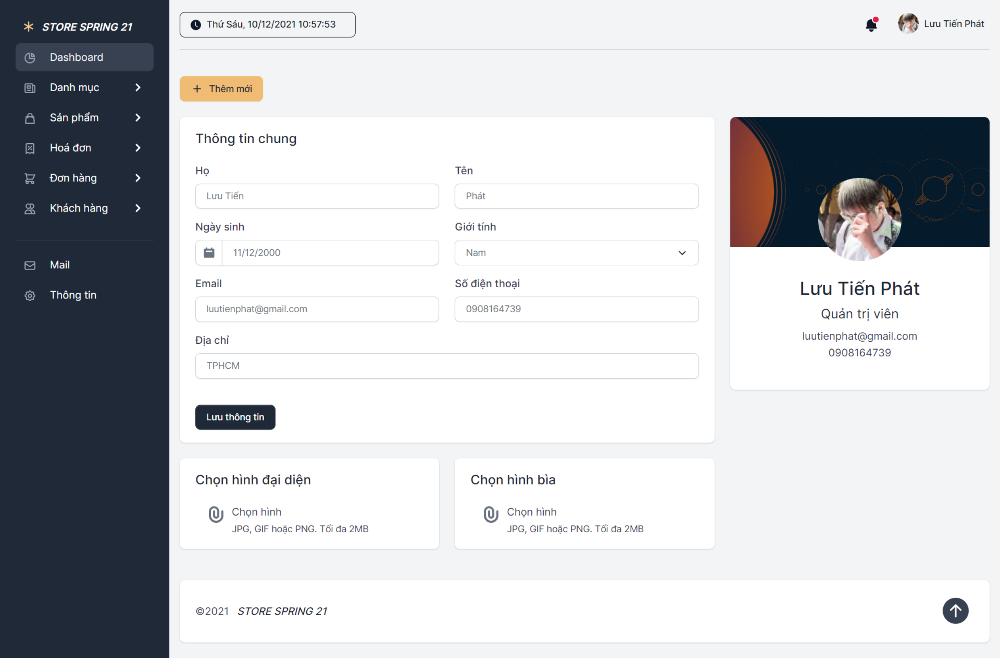 STORE SPRING 21
Dashboard
Danh mục
Sản phẩm
Hoá đơn
Đơn hàng
Khách hàng
Mail
Thông tin
Thứ Sáu, 10/12/2021 10:57:53
Lưu Tiến Phát
Thêm mới
Thông tin chung
Họ
Tên
Lưu Tiến
Phát
Ngày sinh
Giới tính
11/12/2000
Nam
Email
Số điện thoại
luutienphat@gmail.com
0908164739
Địa chỉ
TPHCM
Lưu thông tin
Lưu Tiến Phát
Quản trị viên
luutienphat@gmail.com
0908164739
Chọn hình đại diện
Chọn hình
JPG, GIF hoặc PNG. Tối đa 2MB
Chọn hình bìa
Chọn hình
JPG, GIF hoặc PNG. Tối đa 2MB
©2021 STORE SPRING 21